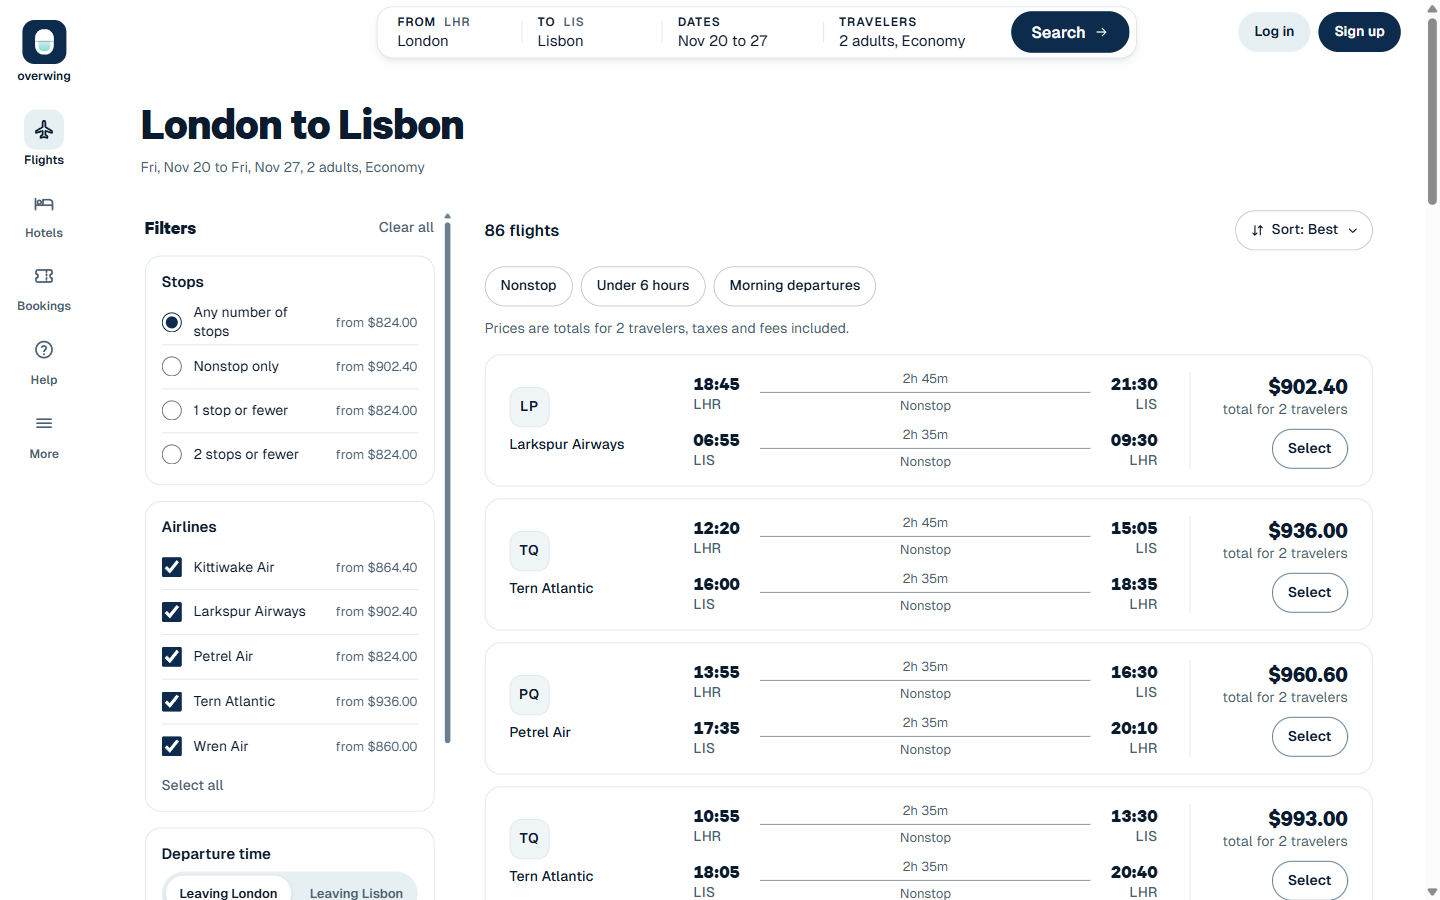 overwing
Flights
Hotels
Bookings
Help
More
FROM LHR
London
TO LIS
Lisbon
DATES
Nov 20 to 27
TRAVELERS
2 adults, Economy
Search
Log in
Sign up
London to Lisbon
Fri, Nov 20 to Fri, Nov 27, 2 adults, Economy
Filters
Clear all
Stops
Any number of stops from $824.00
Nonstop only from $902.40
1 stop or fewer from $824.00
2 stops or fewer from $824.00
Airlines
Kittiwake Air from $864.40
Larkspur Airways from $902.40
Petrel Air from $824.00
Tern Atlantic from $936.00
Wren Air from $860.00
Select all
Departure time
Leaving London Leaving Lisbon
86 flights
Sort: Best
Nonstop Under 6 hours Morning departures
Prices are totals for 2 travelers, taxes and fees included.
LP
Larkspur Airways
18:45 2h 45m 21:30
LHR Nonstop LIS
06:55 2h 35m 09:30
LIS Nonstop LHR
$902.40
total for 2 travelers
Select
TQ
Tern Atlantic
12:20 2h 45m 15:05
LHR Nonstop LIS
16:00 2h 35m 18:35
LIS Nonstop LHR
$936.00
total for 2 travelers
Select
PQ
Petrel Air
13:55 2h 35m 16:30
LHR Nonstop LIS
17:35 2h 35m 20:10
LIS Nonstop LHR
$960.60
total for 2 travelers
Select
TQ
Tern Atlantic
10:55 2h 35m 13:30
LHR Nonstop LIS
18:05 2h 35m 20:40
LIS Nonstop LHR
$993.00
total for 2 travelers
Select